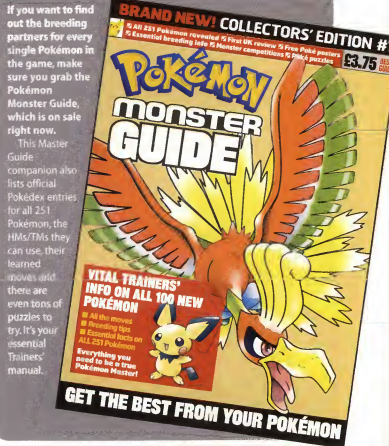 If you want to find
out the breeding
partners for every
single Pokémon in
the game, make
sure you grab the
Pokémon
Monster Guide,
which is on sale
right now.
This Master
Guide
companion also
lists official
Pokédex entries
for all 251
Pokémon, the
HMs/TMs they
can use, their
learned
moves and
there are
even tons of
puzzles to
try. It's your
essential
Trainers'
manual.
BRAND NEW! COLLECTORS' EDITION #
All 251 Pokémon revealed First UK review Free Poké posters
Essential breeding info Monster competitions Poké puzzles
£3.75
POKéMON
MONSTER
GUIDE
VITAL TRAINERS'
INFO ON ALL 100 NEW
POKÉMON
All the moves
Breeding tips
Essential facts on
ALL 251 Pokémon
Everything you
need to be a true
Pokémon Master!
GET THE BEST FROM YOUR POKÉMON